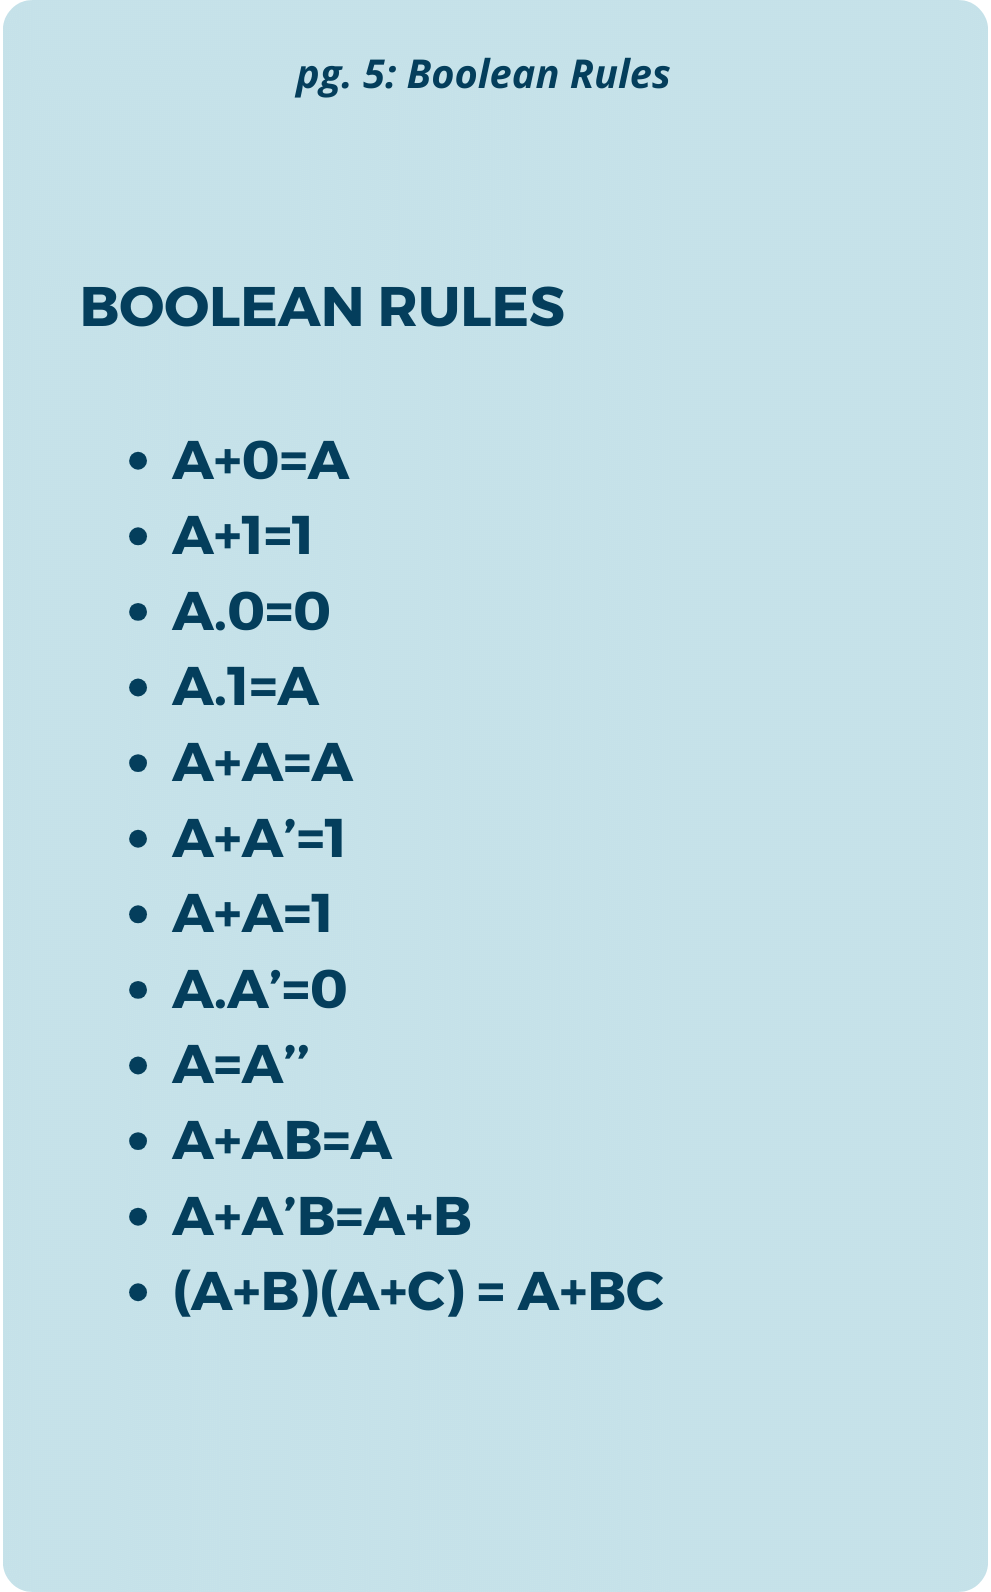 pg. 5: Boolean Rules
BOOLEAN RULES
• A+0=A
• A+1=1
• A.0=0
• A.1=A
• A+A=A
• A+A’=1
• A+A=1
• A.A’=0
• A=A’’
• A+AB=A
• A+A’B=A+B
• (A+B)(A+C) = A+BC